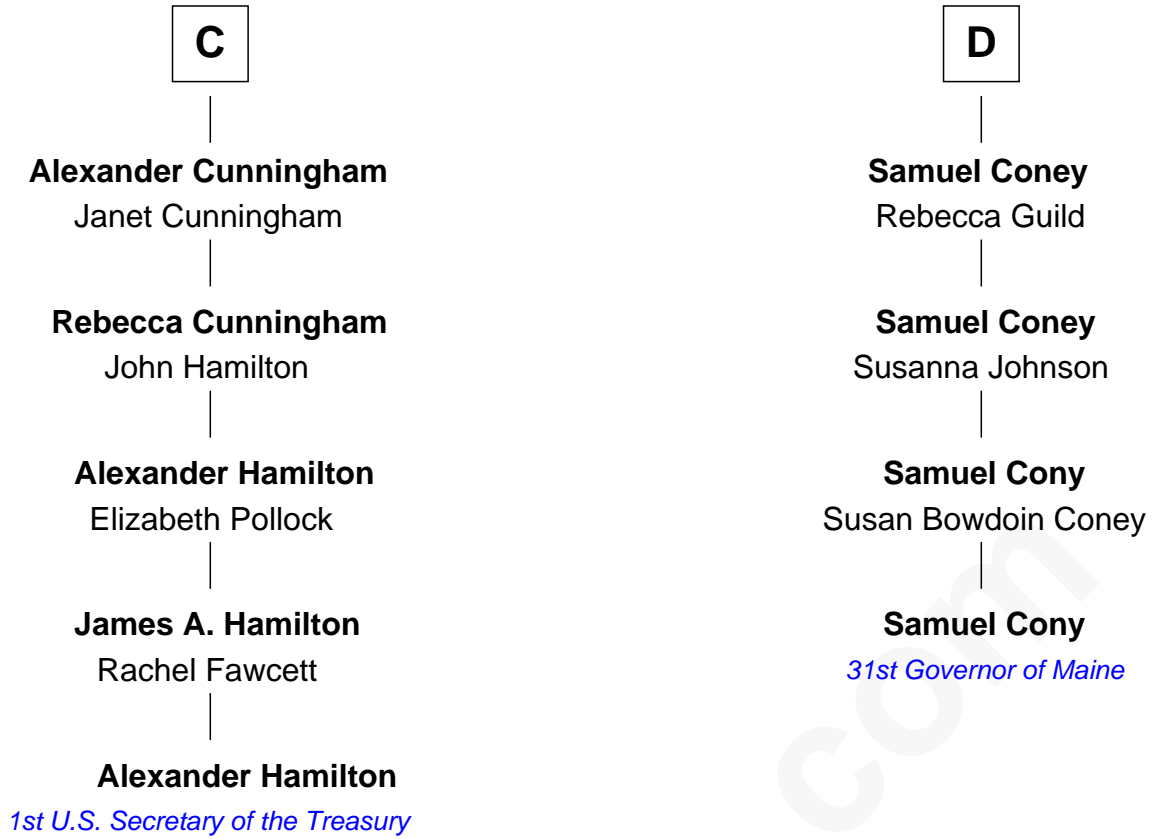 C
Alexander Cunningham
Janet Cunningham
Rebecca Cunningham
John Hamilton
Alexander Hamilton
Elizabeth Pollock
James A. Hamilton
Rachel Fawcett
Alexander Hamilton
1st U.S. Secretary of the Treasury
D
Samuel Coney
Rebecca Guild
Samuel Coney
Susanna Johnson
Samuel Cony
Susan Bowdoin Coney
Samuel Cony
31st Governor of Maine
com